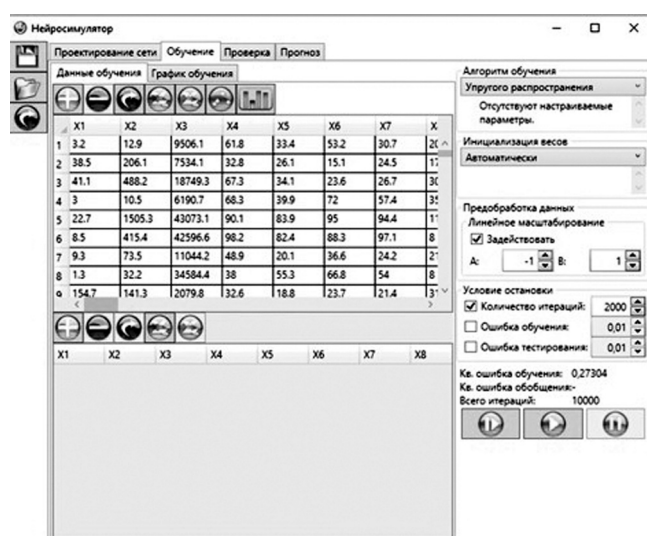 Нейросимулятор
Проектирование сети Обучение Проверка Прогноз
Данные обучения График обучения
X1 X2 X3 X4 X5 X6 X7
1 3.2 12.9 9506.1 61.8 33.4 53.2 30.7
2 38.5 206.1 7534.1 32.8 26.1 15.1 24.5
3 41.1 488.2 18749.3 67.3 34.1 23.6 26.7
4 3 10.5 6190.7 68.3 39.9 72 57.4
5 22.7 1505.3 43073.1 90.1 83.9 95 94.4
6 8.5 415.4 42596.6 98.2 82.4 88.3 97.1 8
7 9.3 73.5 11044.2 48.9 20.1 36.6 24.2
8 1.3 32.2 34584.4 38 55.3 66.8 54 8
9 154.7 141.3 2079.8 32.6 18.8 23.7 21.4
X1 X2 X3 X4 X5 X6 X7 X8
Алгоритм обучения
Упругого распространения
Отсутствуют настраиваемые
параметры.
Инициализация весов
Автоматически
Предобработка данных
Линейное масштабирование
Задействовать
A: -1 B: 1
Условие остановки
Количество итераций: 2000
Ошибка обучения: 0,01
Ошибка тестирования: 0,01
Кв. ошибка обучения: 0,27304
Кв. ошибка обобщения:-
Всего итераций: 10000